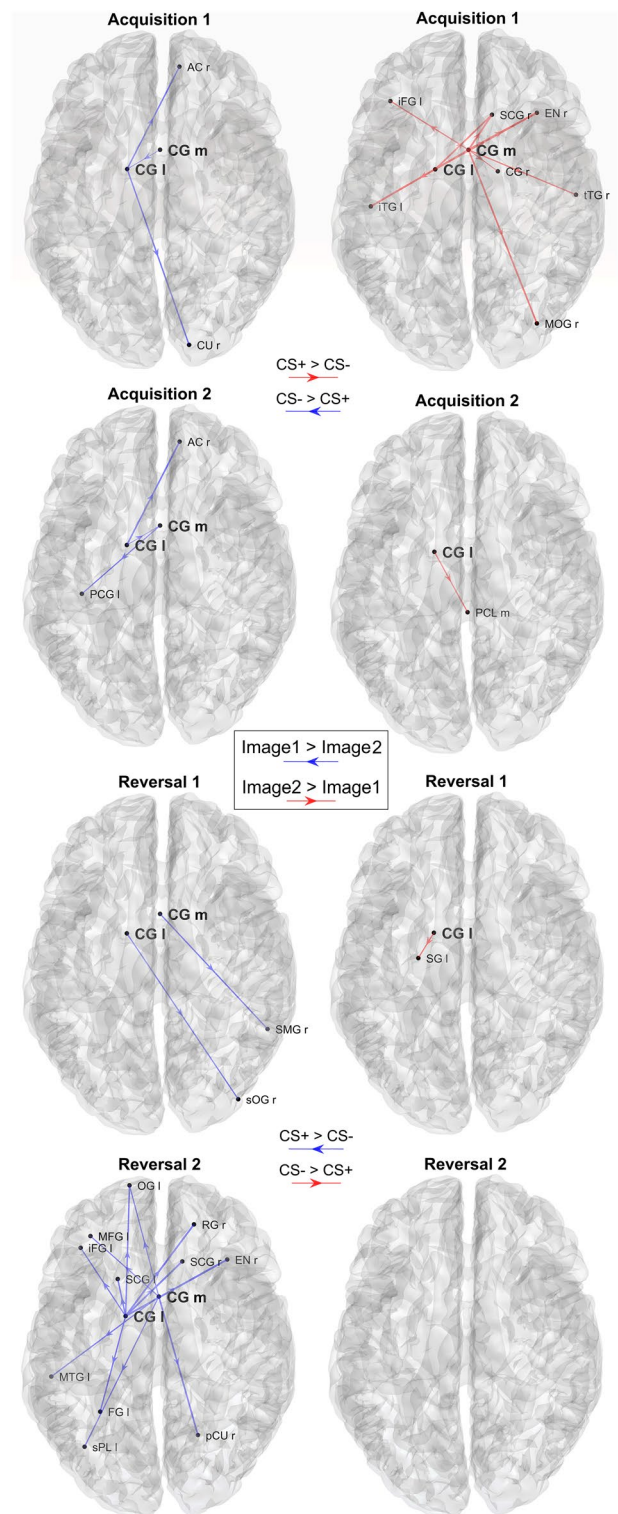 Acquisition 1
AC r
CG m
CG l
CU r
Acquisition 1
iFG l
SCG r
EN r
CG m
CG l
CG r
tTG r
iTG l
MOG r
CS+ > CS-
CS- > CS+
Acquisition 2
AC r
CG m
CG l
PCG l
Acquisition 2
CG l
PCL m
Image1 > Image2
Image2 > Image1
Reversal 1
CG m
CG l
SMG r
sOG r
Reversal 1
CG l
SG l
CS+ > CS-
CS- > CS+
Reversal 2
OG l
RG r
MFG l
iFG l
SCG r
EN r
SCG l
CG m
CG l
MTG l
FG l
pCU r
sPL l
Reversal 2